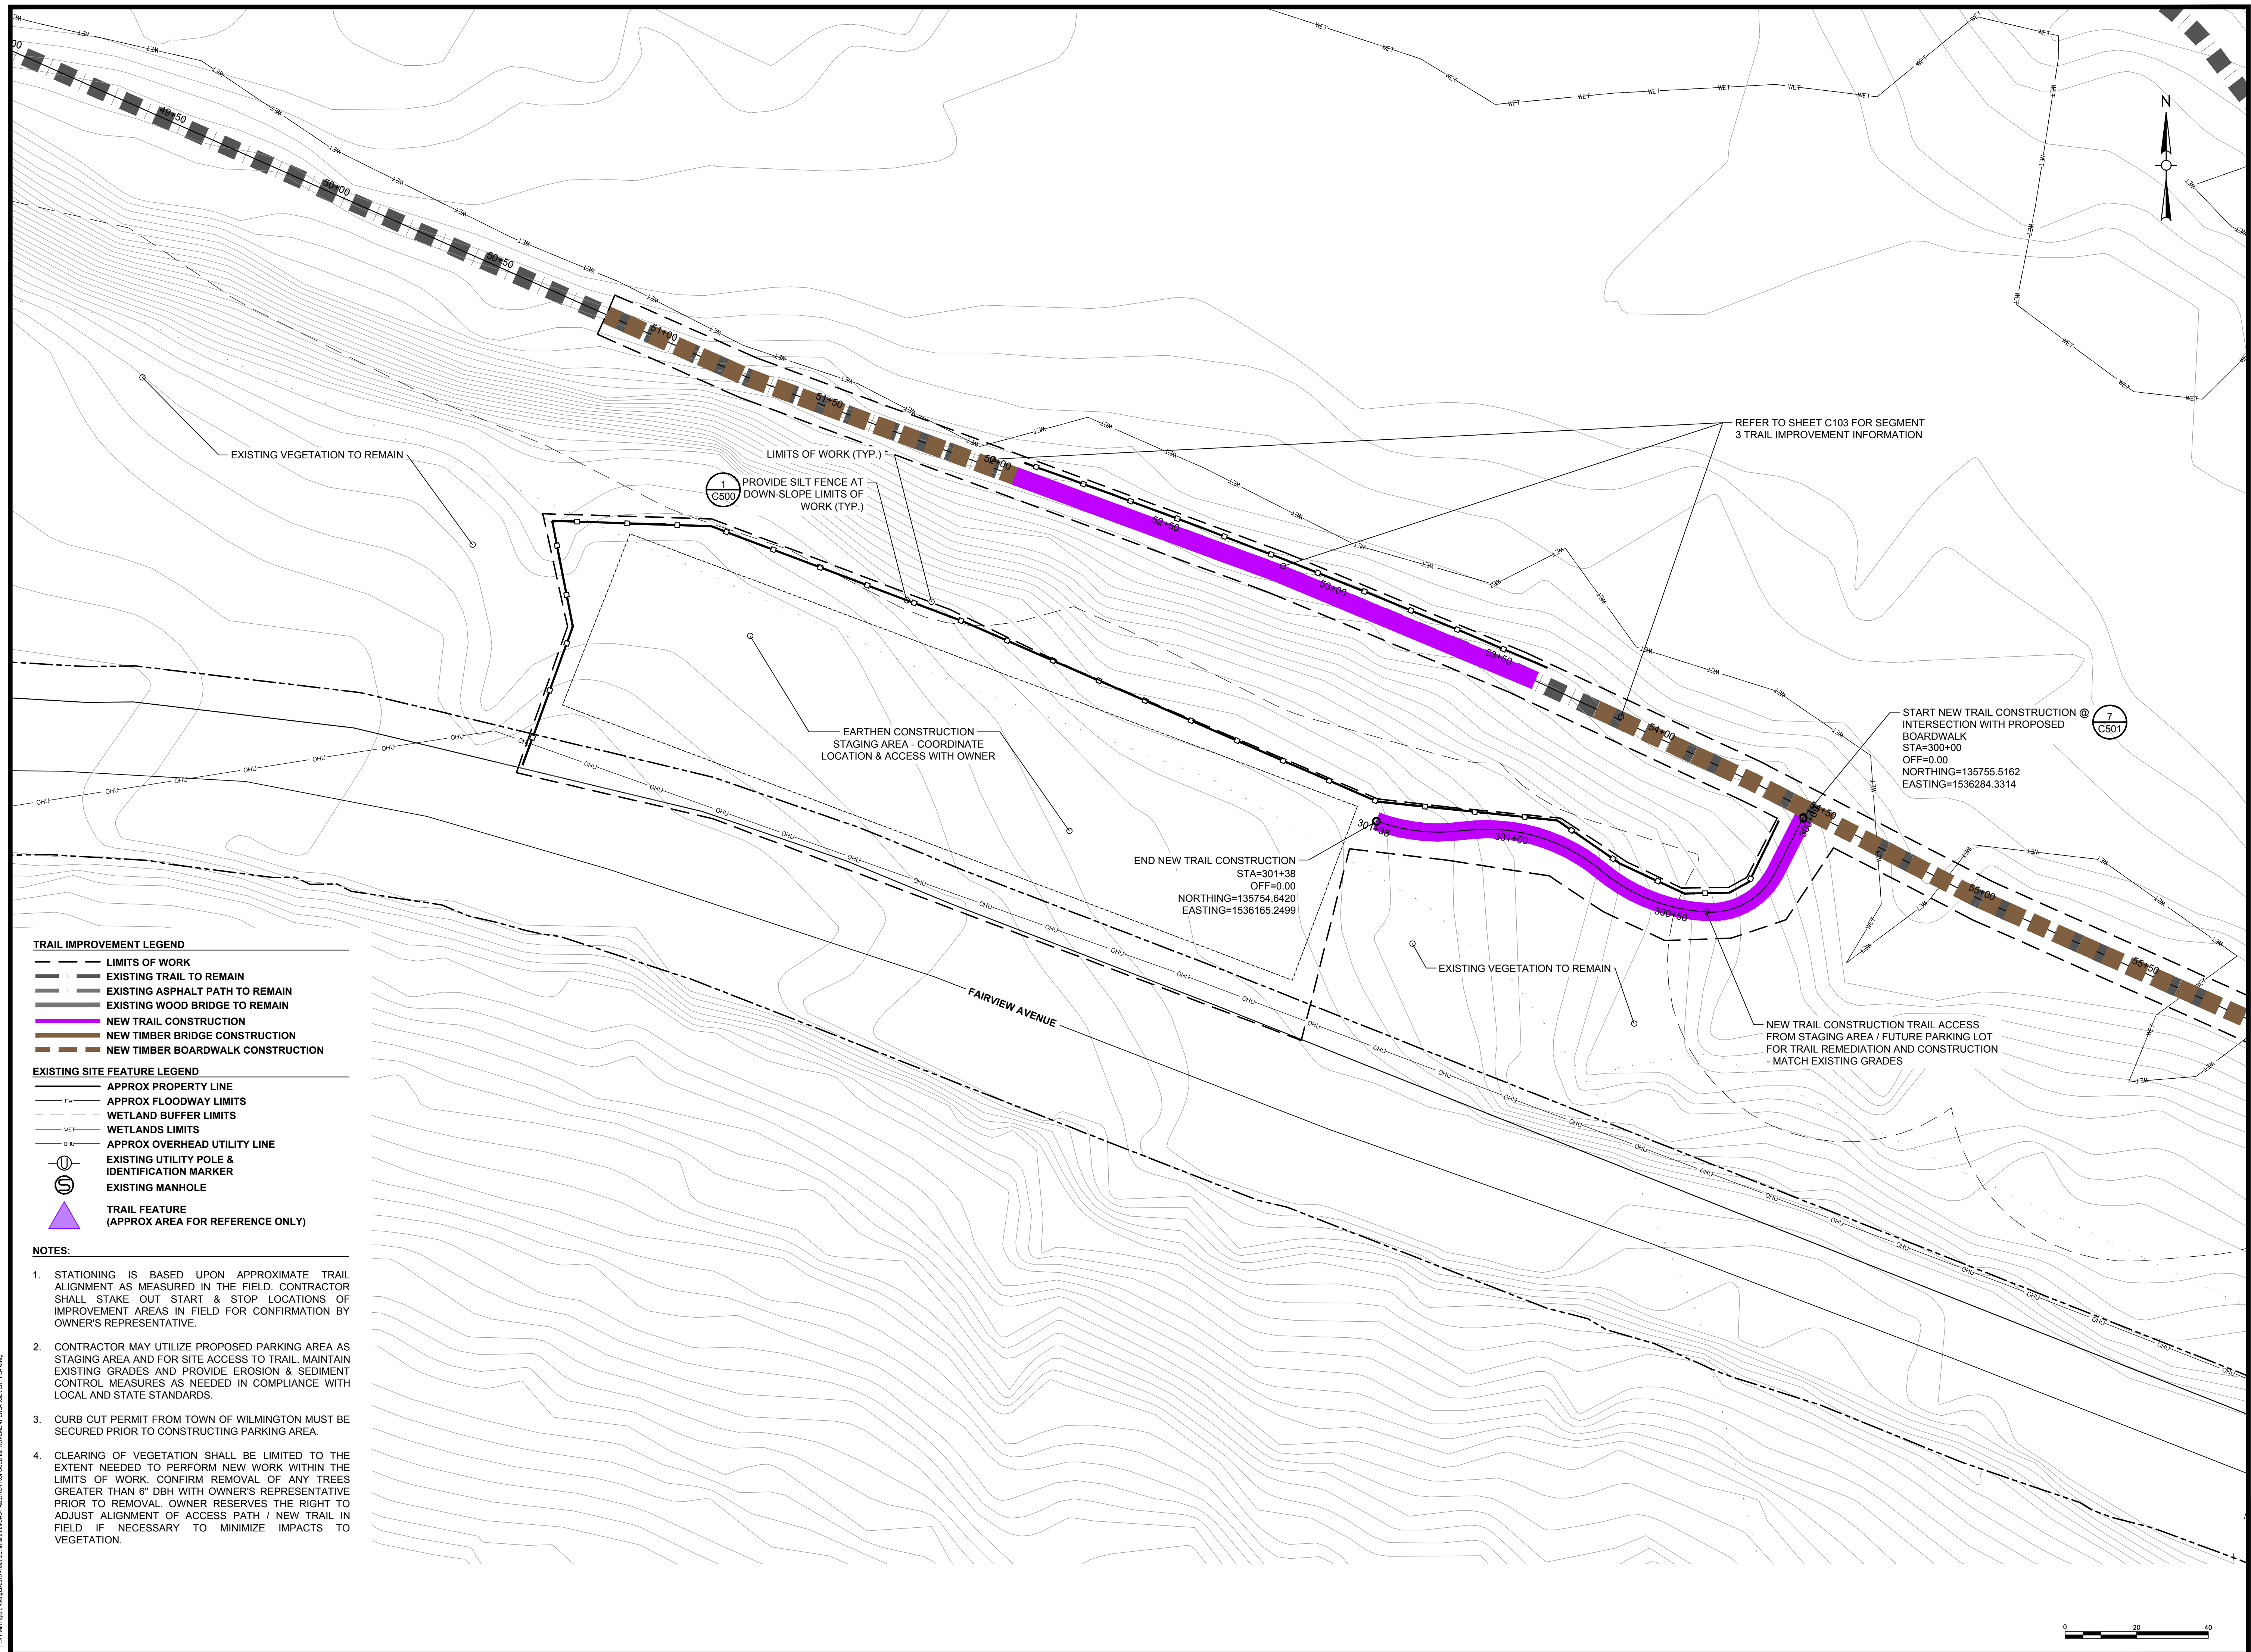 49+50
50+00
50+50
51+00
51+50
52+00
52+50
53+00
53+50
54+00
54+50
55+00
55+50
N
EXISTING VEGETATION TO REMAIN
LIMITS OF WORK (TYP.)
1
C500
PROVIDE SILT FENCE AT
DOWN-SLOPE LIMITS OF
WORK (TYP.)
REFER TO SHEET C103 FOR SEGMENT
3 TRAIL IMPROVEMENT INFORMATION
EARTHEN CONSTRUCTION
STAGING AREA - COORDINATE
LOCATION & ACCESS WITH OWNER
START NEW TRAIL CONSTRUCTION @
INTERSECTION WITH PROPOSED
BOARDWALK
STA=300+00
OFF=0.00
NORTHING=135755.5162
EASTING=1536284.3314
7
C501
301+38
301+00
300+50
END NEW TRAIL CONSTRUCTION
STA=301+38
OFF=0.00
NORTHING=135754.6420
EASTING=1536165.2499
EXISTING VEGETATION TO REMAIN
FAIRVIEW AVENUE
NEW TRAIL CONSTRUCTION TRAIL ACCESS
FROM STAGING AREA / FUTURE PARKING LOT
FOR TRAIL REMEDIATION AND CONSTRUCTION
- MATCH EXISTING GRADES
WET
OHU
TRAIL IMPROVEMENT LEGEND
LIMITS OF WORK
EXISTING TRAIL TO REMAIN
EXISTING ASPHALT PATH TO REMAIN
EXISTING WOOD BRIDGE TO REMAIN
NEW TRAIL CONSTRUCTION
NEW TIMBER BRIDGE CONSTRUCTION
NEW TIMBER BOARDWALK CONSTRUCTION
EXISTING SITE FEATURE LEGEND
APPROX PROPERTY LINE
FW APPROX FLOODWAY LIMITS
WETLAND BUFFER LIMITS
WET WETLANDS LIMITS
OHU APPROX OVERHEAD UTILITY LINE
EXISTING UTILITY POLE &
IDENTIFICATION MARKER
EXISTING MANHOLE
TRAIL FEATURE
(APPROX AREA FOR REFERENCE ONLY)
NOTES:
1. STATIONING IS BASED UPON APPROXIMATE TRAIL
ALIGNMENT AS MEASURED IN THE FIELD. CONTRACTOR
SHALL STAKE OUT START & STOP LOCATIONS OF
IMPROVEMENT AREAS IN FIELD FOR CONFIRMATION BY
OWNER'S REPRESENTATIVE.
2. CONTRACTOR MAY UTILIZE PROPOSED PARKING AREA AS
STAGING AREA AND FOR SITE ACCESS TO TRAIL. MAINTAIN
EXISTING GRADES AND PROVIDE EROSION & SEDIMENT
CONTROL MEASURES AS NEEDED IN COMPLIANCE WITH
LOCAL AND STATE STANDARDS.
3. CURB CUT PERMIT FROM TOWN OF WILMINGTON MUST BE
SECURED PRIOR TO CONSTRUCTING PARKING AREA.
4. CLEARING OF VEGETATION SHALL BE LIMITED TO THE
EXTENT NEEDED TO PERFORM NEW WORK WITHIN THE
LIMITS OF WORK. CONFIRM REMOVAL OF ANY TREES
GREATER THAN 6" DBH WITH OWNER'S REPRESENTATIVE
PRIOR TO REMOVAL. OWNER RESERVES THE RIGHT TO
ADJUST ALIGNMENT OF ACCESS PATH / NEW TRAIL IN
FIELD IF NECESSARY TO MINIMIZE IMPACTS TO
VEGETATION.
0 20 40